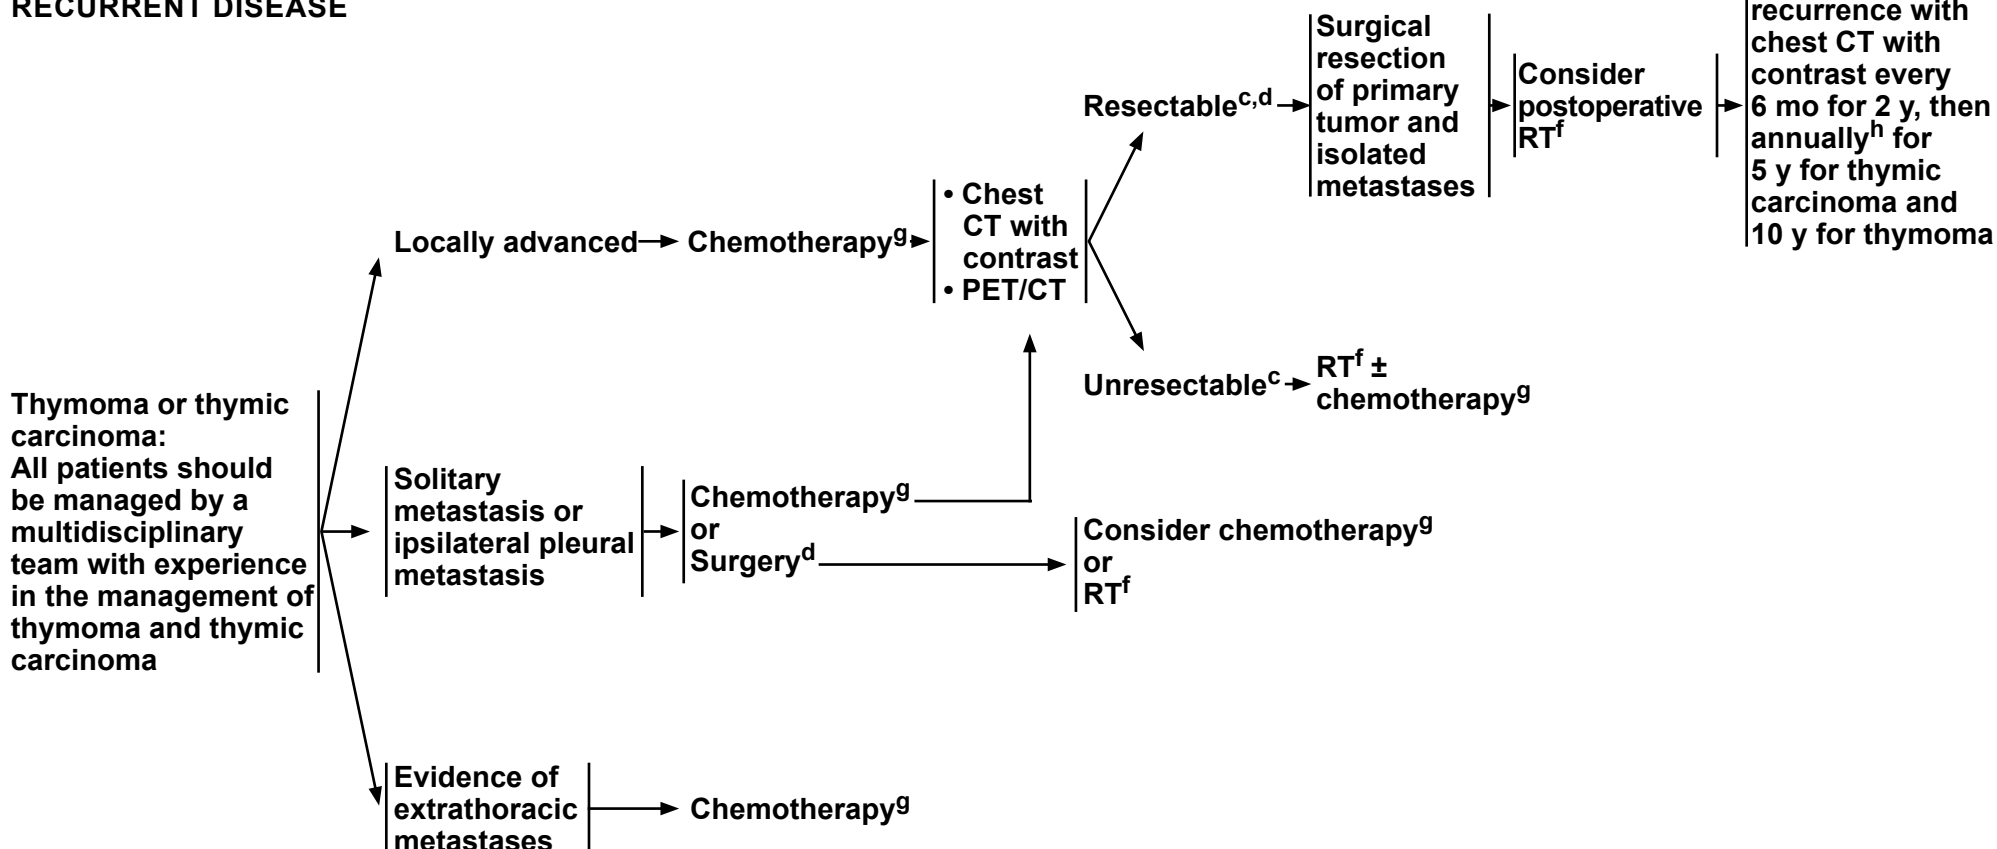 RECURRENT DISEASE
Thymoma or thymic
carcinoma:
All patients should
be managed by a
multidisciplinary
team with experience
in the management of
thymoma and thymic
carcinoma
Locally advanced
Chemotherapyg
• Chest
CT with
contrast
• PET/CT
Resectablec,d
Surgical
resection
of primary
tumor and
isolated
metastases
Consider
postoperative
RTf
recurrence with
chest CT with
contrast every
6 mo for 2 y, then
annuallyh for
5 y for thymic
carcinoma and
10 y for thymoma
Unresectablec
RTf ±
chemotherapyg
Solitary
metastasis or
ipsilateral pleural
metastasis
Chemotherapyg
or
Surgeryd
Consider chemotherapyg
or
RTf
Evidence of
extrathoracic
metastases
Chemotherapyg